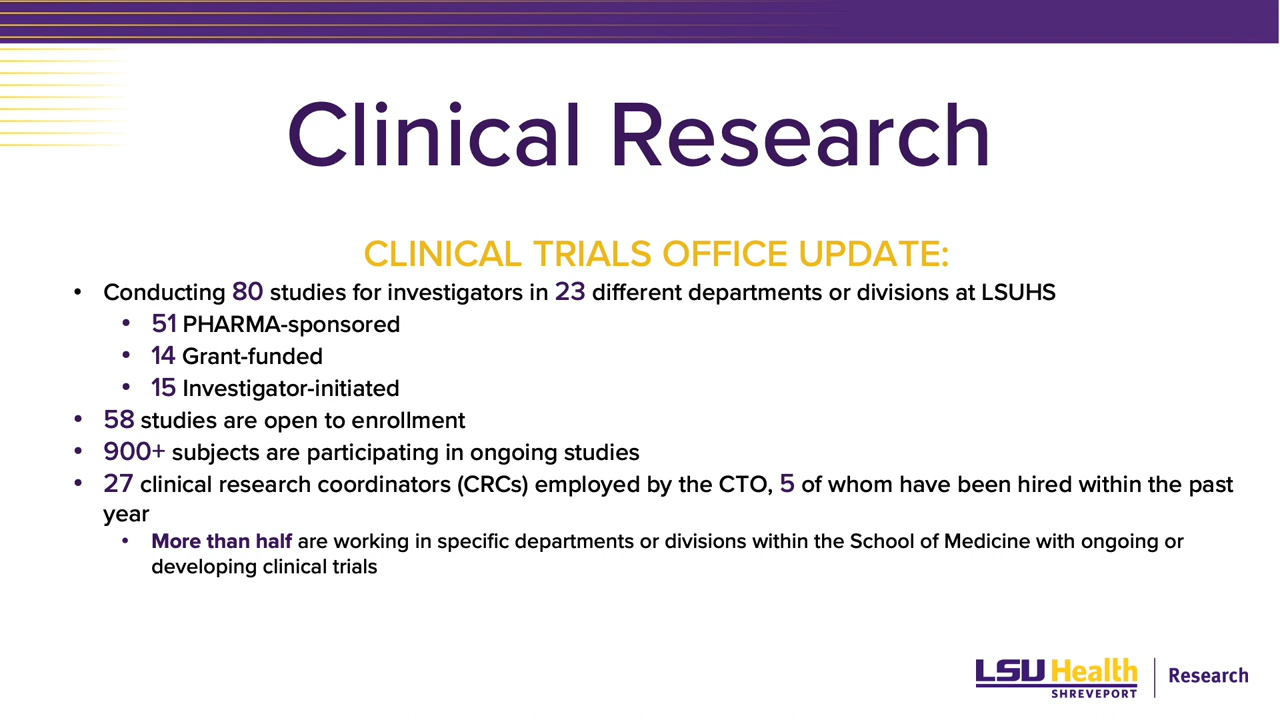 Clinical Research
CLINICAL TRIALS OFFICE UPDATE:
• Conducting 80 studies for investigators in 23 different departments or divisions at LSUHS
• 51 PHARMA-sponsored
• 14 Grant-funded
• 15 Investigator-initiated
• 58 studies are open to enrollment
• 900+ subjects are participating in ongoing studies
• 27 clinical research coordinators (CRCs) employed by the CTO, 5 of whom have been hired within the past
year
• More than half are working in specific departments or divisions within the School of Medicine with ongoing or
developing clinical trials
LSU Health
SHREVEPORT
Research